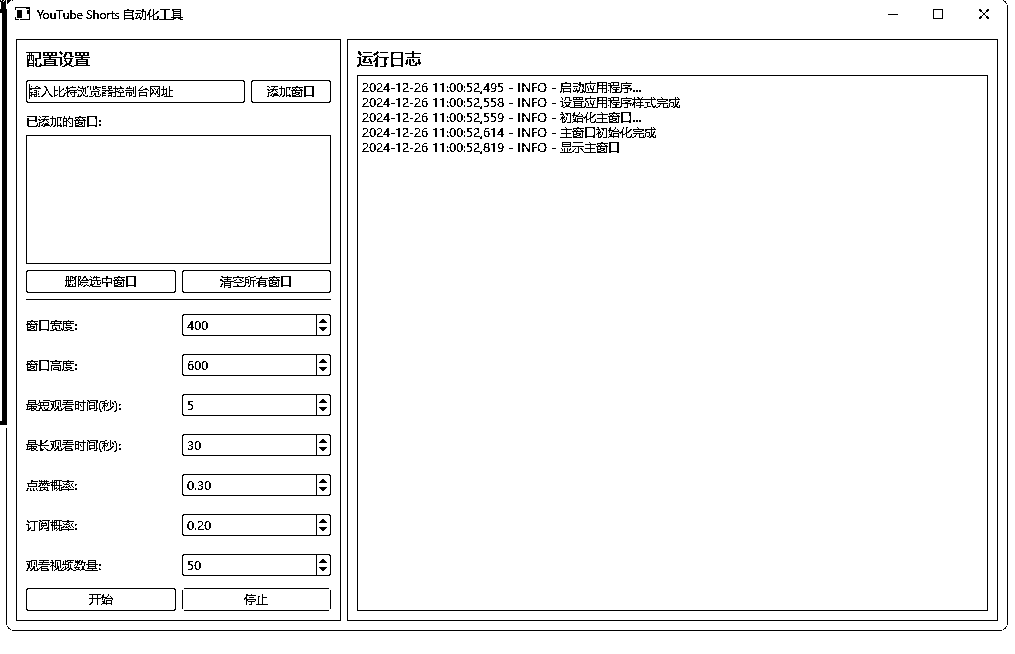 YouTube Shorts 自动化工具
配置设置
输入比特浏览器控制台网址
添加窗口
已添加的窗口:
删除选中窗口
清空所有窗口
窗口宽度:
400
窗口高度:
600
最短观看时间(秒):
5
最长观看时间(秒):
30
点赞概率:
0.30
订阅概率:
0.20
观看视频数量:
50
开始
停止
运行日志
2024-12-26 11:00:52,495 - INFO - 启动应用程序...
2024-12-26 11:00:52,558 - INFO - 设置应用程序样式完成
2024-12-26 11:00:52,559 - INFO - 初始化主窗口...
2024-12-26 11:00:52,614 - INFO - 主窗口初始化完成
2024-12-26 11:00:52,819 - INFO - 显示主窗口